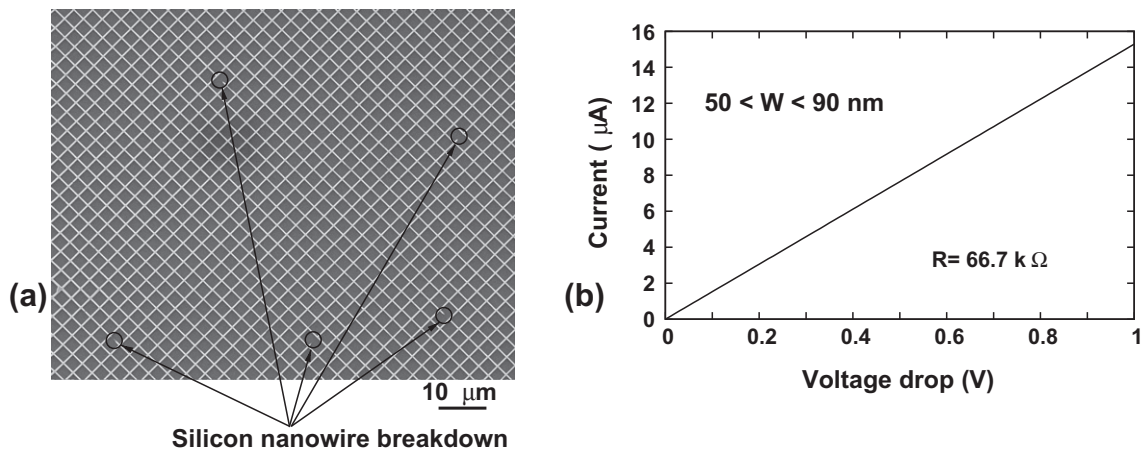 (a)
10 μm
Silicon nanowire breakdown
(b)
Current ( μA)
16
14
12
10
8
6
4
2
0
50 < W < 90 nm
R= 66.7 k Ω
0 0.2 0.4 0.6 0.8 1
Voltage drop (V)